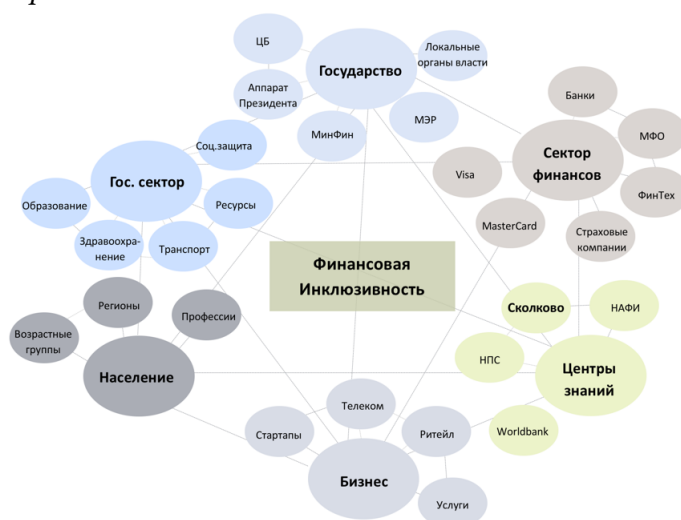 ЦБ
Государство
Локальные
органы власти
Аппарат
Президента
МинФин
МЭР
Банки
МФО
Сектор
финансов
ФинТех
Visa
MasterCard
Страховые
компании
Соц.защита
Гос. сектор
Образование
Ресурсы
Здравоохра-
нение
Транспорт
Финансовая
Инклюзивность
Сколково
НАФИ
НПС
Центры
знаний
Worldbank
Регионы
Профессии
Возрастные
группы
Население
Телеком
Стартапы
Ритейл
Бизнес
Услуги